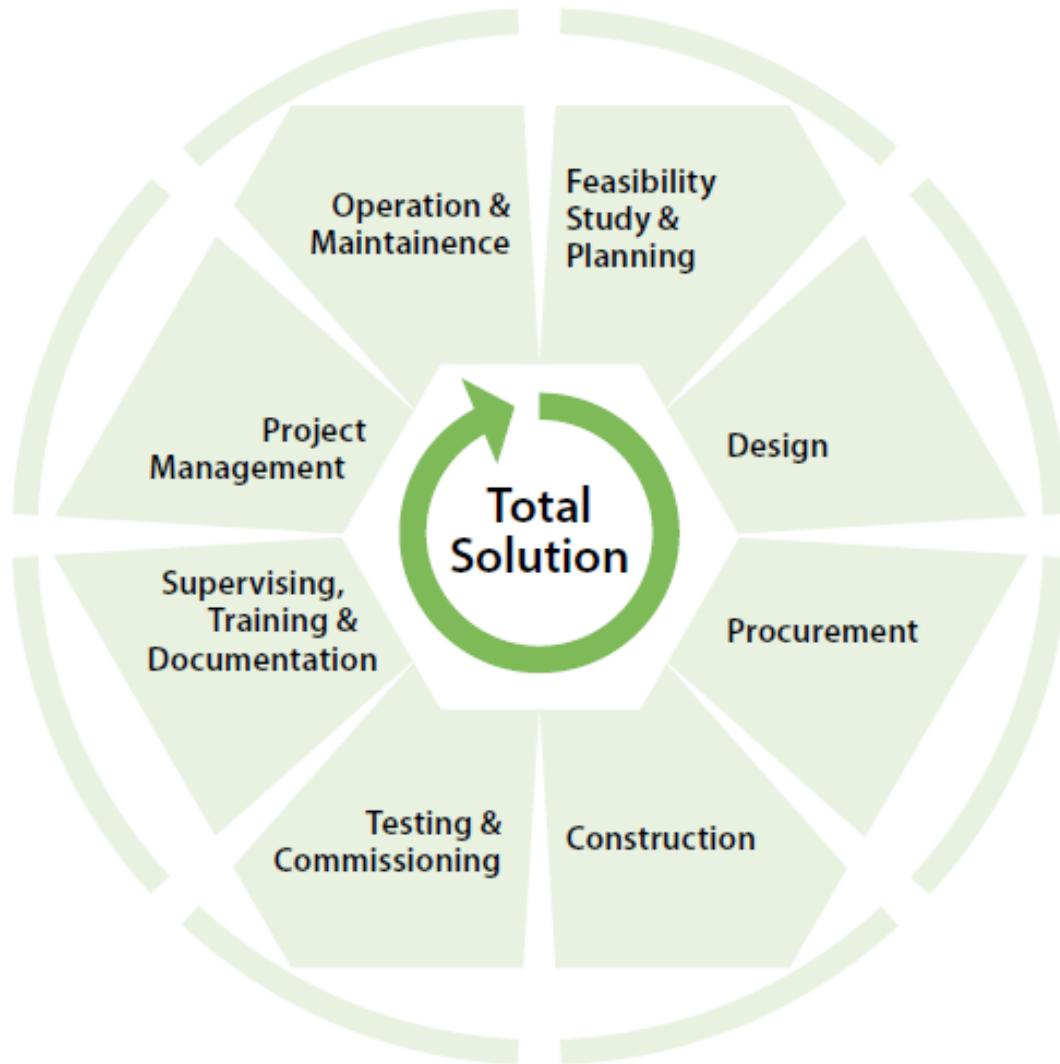 Operation &
Maintainence
Feasibility
Study &
Planning
Project
Management
Design
Total
Solution
Supervising,
Training &
Documentation
Procurement
Testing &
Commissioning
Construction